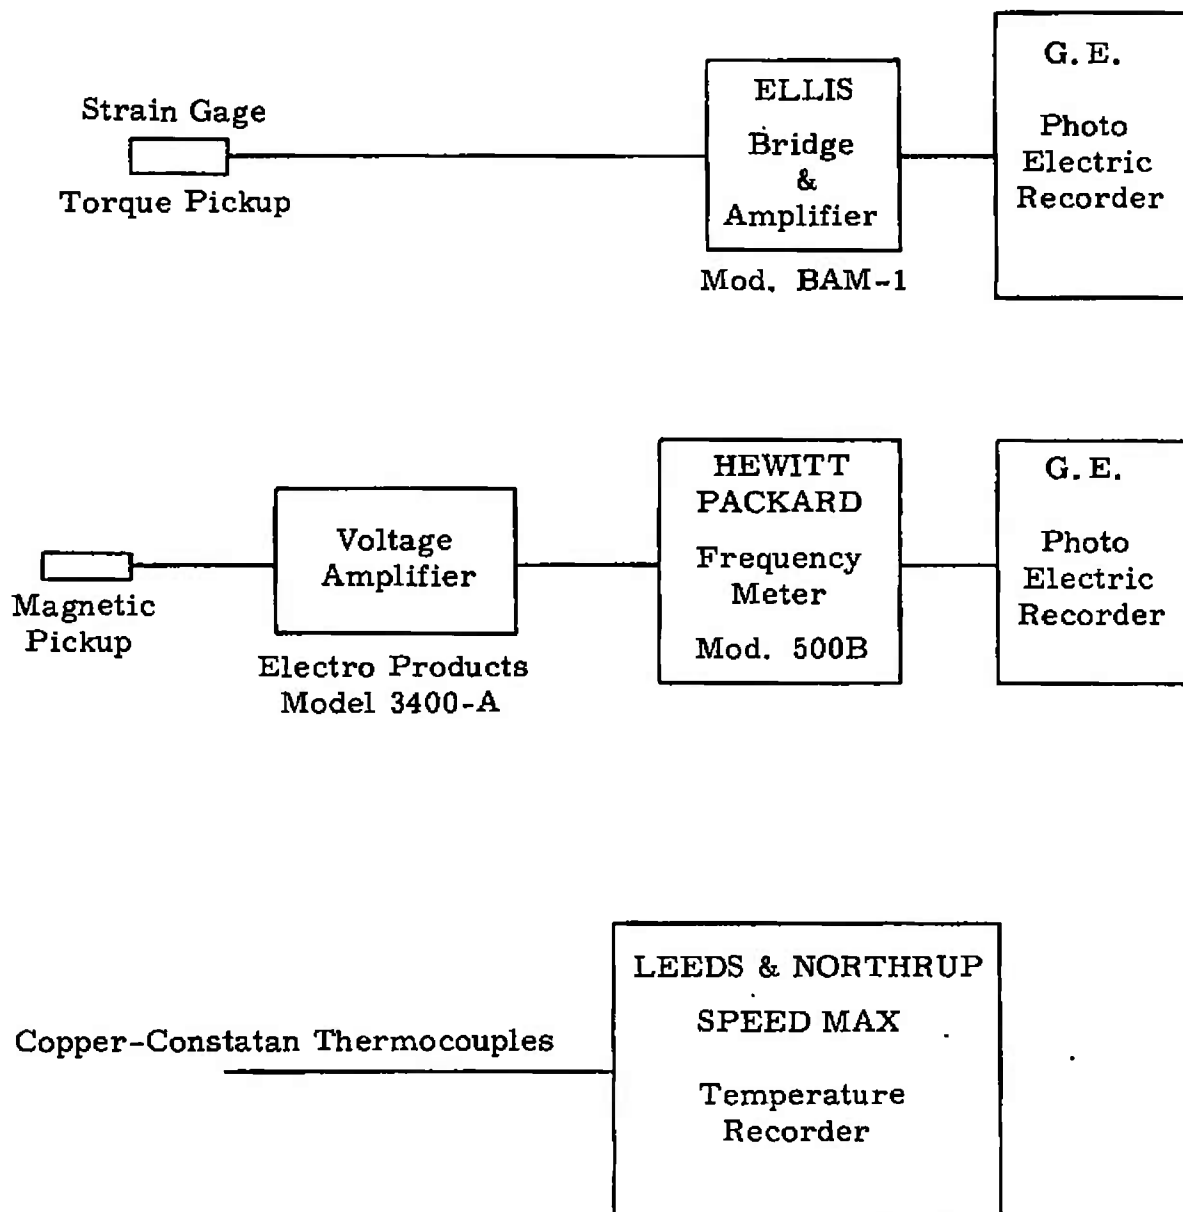 Strain Gage
Torque Pickup
ELLIS
Bridge
&
Amplifier
Mod. BAM-1
G. E.
Photo
Electric
Recorder
Magnetic
Pickup
Voltage
Amplifier
Electro Products
Model 3400-A
HEWITT
PACKARD
Frequency
Meter
Mod. 500B
G. E.
Photo
Electric
Recorder
Copper-Constatan Thermocouples
LEEDS & NORTHRUP
SPEED MAX
Temperature
Recorder